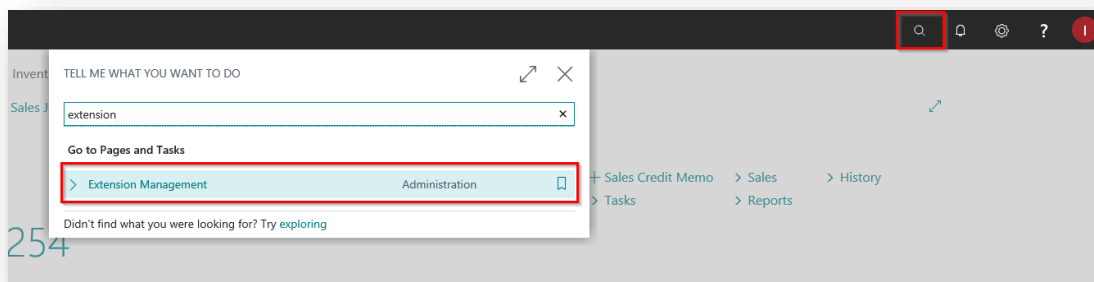 ?
I
Invent
TELL ME WHAT YOU WANT TO DO
Sales J
extension
Go to Pages and Tasks
Extension Management Administration
Sales Credit Memo Sales History
Tasks Reports
Didn't find what you were looking for? Try exploring
254